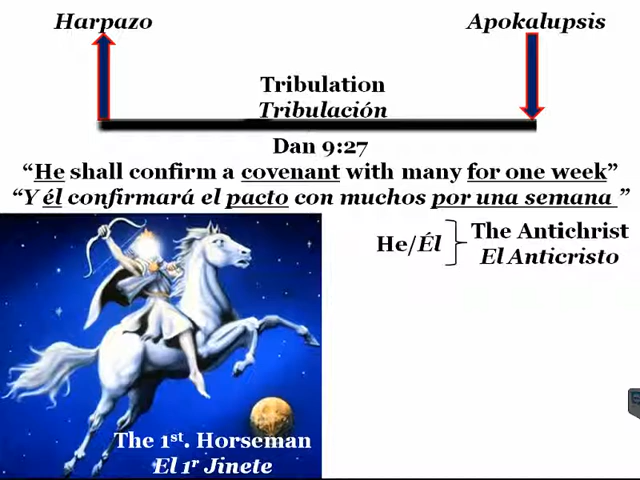 Harpazo
Apokalupsis
Tribulation
Tribulación
Dan 9:27
“He shall confirm a covenant with many for one week”
“Y él confirmará el pacto con muchos por una semana ”
He/Él
The Antichrist
El Anticristo
The 1st. Horseman
El 1r Jinete